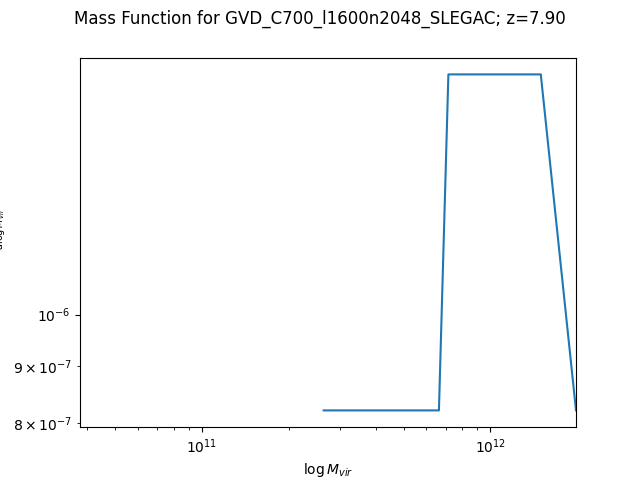 Mass Function for GVD_C700_l1600n2048_SLEGAC; z=7.90
10⁻⁶
9 × 10⁻⁷
8 × 10⁻⁷
10¹¹ 10¹²
log M_vir